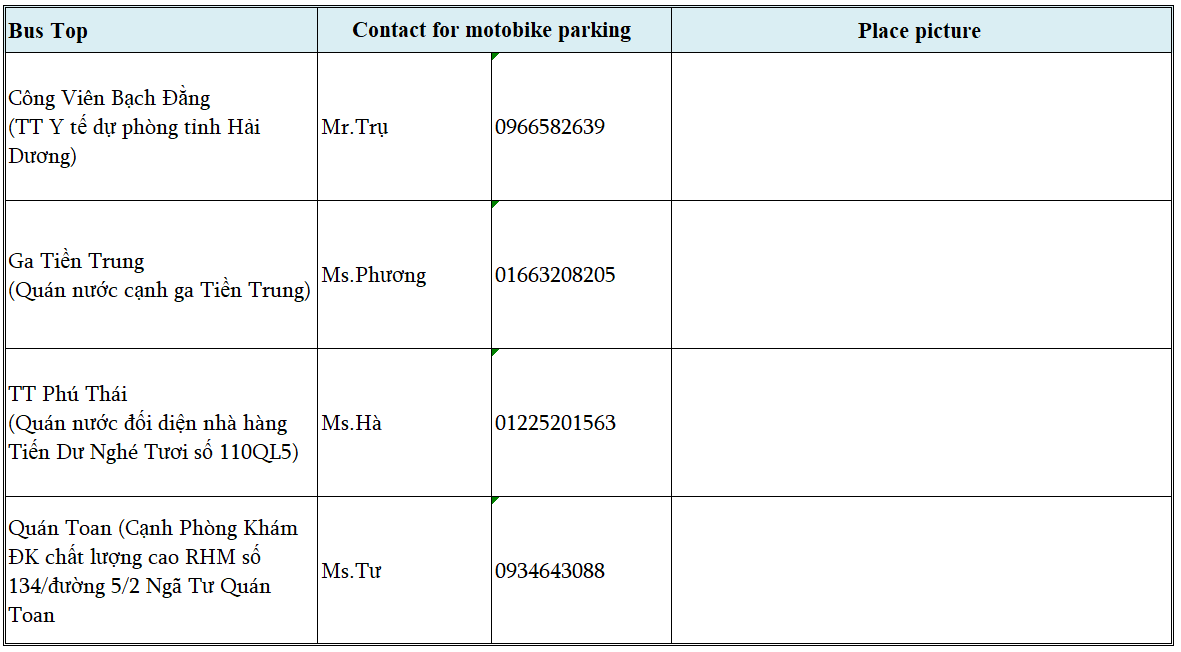 Bus Top
Contact for motobike parking
Place picture
Công Viên Bạch Đằng
(TT Y tế dự phòng tỉnh Hải
Dương)
Mr.Trụ
0966582639
Ga Tiền Trung
(Quán nước cạnh ga Tiền Trung)
Ms.Phương
01663208205
TT Phú Thái
(Quán nước đối diện nhà hàng
Tiến Dư Nghé Tươi số 110QL5)
Ms.Hà
01225201563
Quán Toan (Cạnh Phòng Khám
ĐK chất lượng cao RHM số
134/đường 5/2 Ngã Tư Quán
Toan
Ms.Tư
0934643088